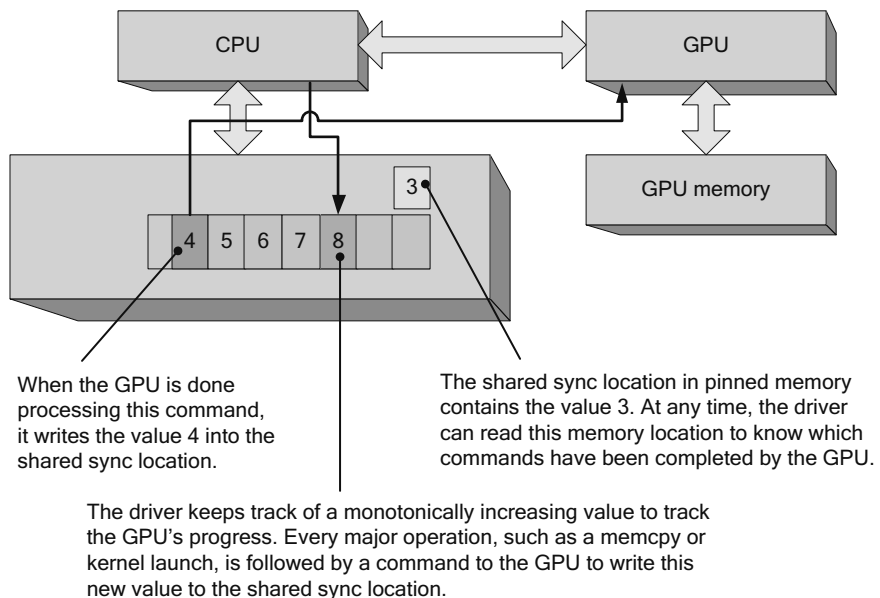 CPU
GPU
GPU memory
3
4 5 6 7 8
When the GPU is done
processing this command,
it writes the value 4 into the
shared sync location.
The shared sync location in pinned memory
contains the value 3. At any time, the driver
can read this memory location to know which
commands have been completed by the GPU.
The driver keeps track of a monotonically increasing value to track
the GPU's progress. Every major operation, such as a memcpy or
kernel launch, is followed by a command to the GPU to write this
new value to the shared sync location.